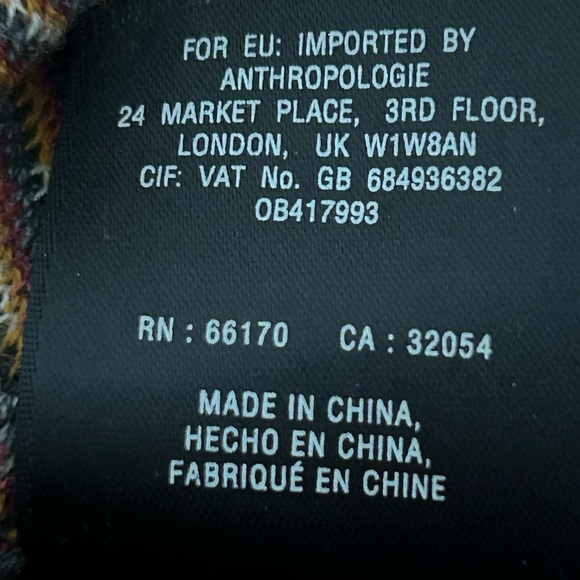 FOR EU: IMPORTED BY
ANTHROPOLOGIE
24 MARKET PLACE, 3RD FLOOR,
LONDON, UK W1W8AN
CIF: VAT No. GB 684936382
OB417993
RN : 66170 CA : 32054
MADE IN CHINA,
HECHO EN CHINA,
FABRIQUÉ EN CHINE